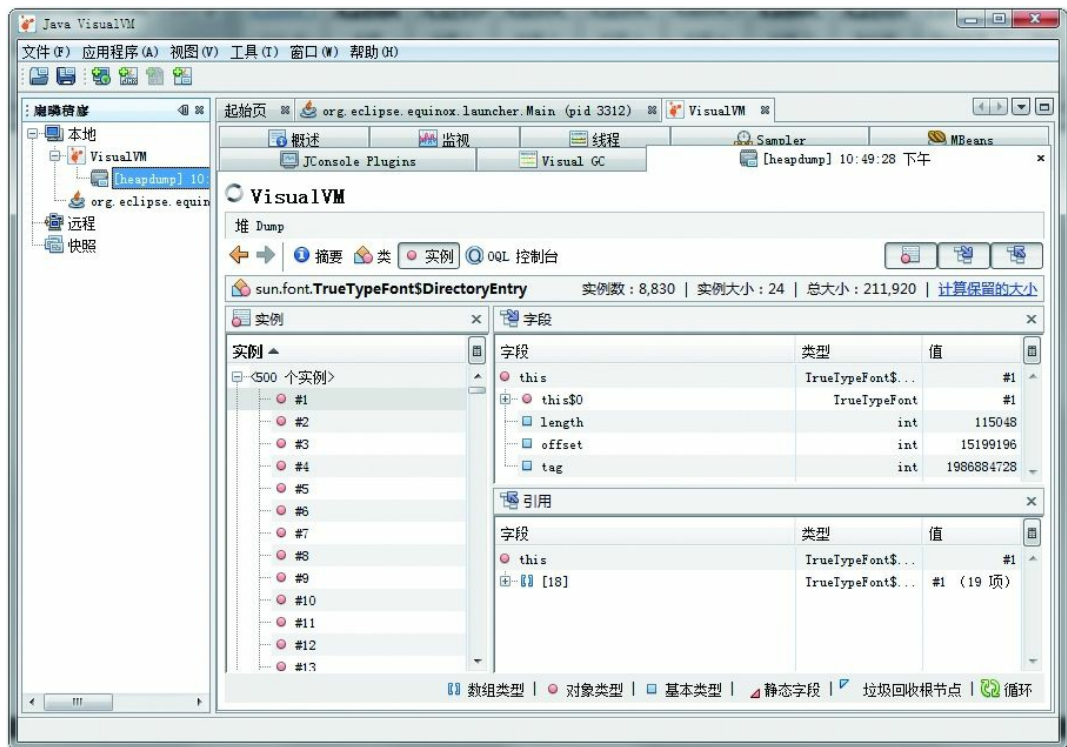 Java VisualVM
文件(F) 应用程序(A) 视图(V) 工具(T) 窗口(W) 帮助(H)
起始页 org.eclipse.equinox.launcher.Main (pid 3312) VisualVM
本地
VisualVM
[heapdump] 10:
org.eclipse.equin
远程
快照
概述 监视 线程 Sampler MBeans
JConsole Plugins Visual GC [heapdump] 10:49:28 下午
VisualVM
堆 Dump
摘要 类 实例 OQL 控制台
sun.font.TrueTypeFont$DirectoryEntry 实例数：8,830 | 实例大小：24 | 总大小：211,920 | 计算保留的大小
实例
实例
<500 个实例>
#1
#2
#3
#4
#5
#6
#7
#8
#9
#10
#11
#12
#13
字段
字段 类型 值
this TrueTypeFont$... #1
this$0 TrueTypeFont #1
length int 115048
offset int 15199196
tag int 1986884728
引用
字段 类型 值
this TrueTypeFont$... #1
[18] TrueTypeFont$... #1 (19 项)
数组类型 | 对象类型 | 基本类型 | 静态字段 | 垃圾回收根节点 | 循环